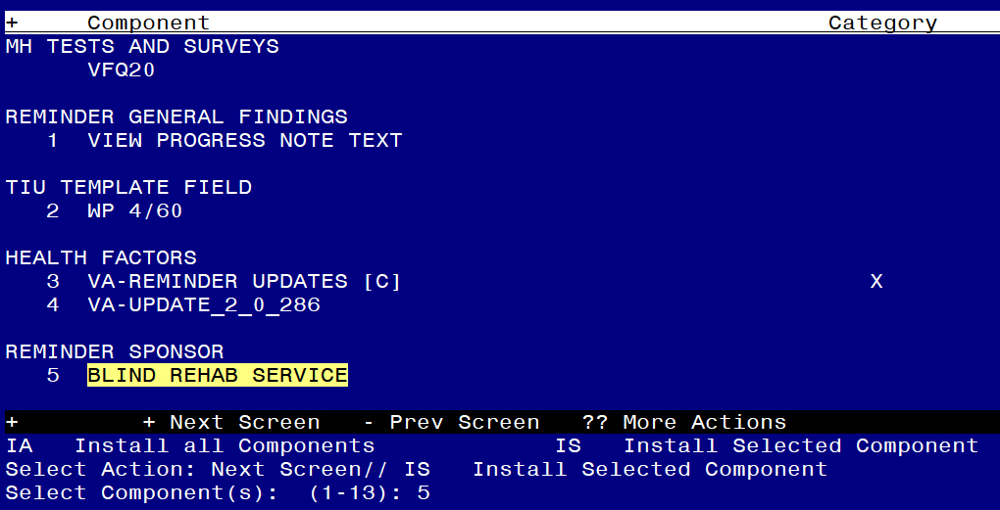 + Component Category
MH TESTS AND SURVEYS
VFQ20
REMINDER GENERAL FINDINGS
1 VIEW PROGRESS NOTE TEXT
TIU TEMPLATE FIELD
2 WP 4/60
HEALTH FACTORS
3 VA-REMINDER UPDATES [C] X
4 VA-UPDATE_2_0_286
REMINDER SPONSOR
5 BLIND REHAB SERVICE
+ + Next Screen - Prev Screen ?? More Actions
IA Install all Components IS Install Selected Component
Select Action: Next Screen// IS Install Selected Component
Select Component(s): (1-13): 5